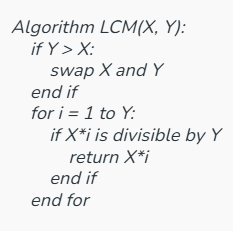 Algorithm LCM(X, Y):
if Y > X:
swap X and Y
end if
for i = 1 to Y:
if X*i is divisible by Y
return X*i
end if
end for